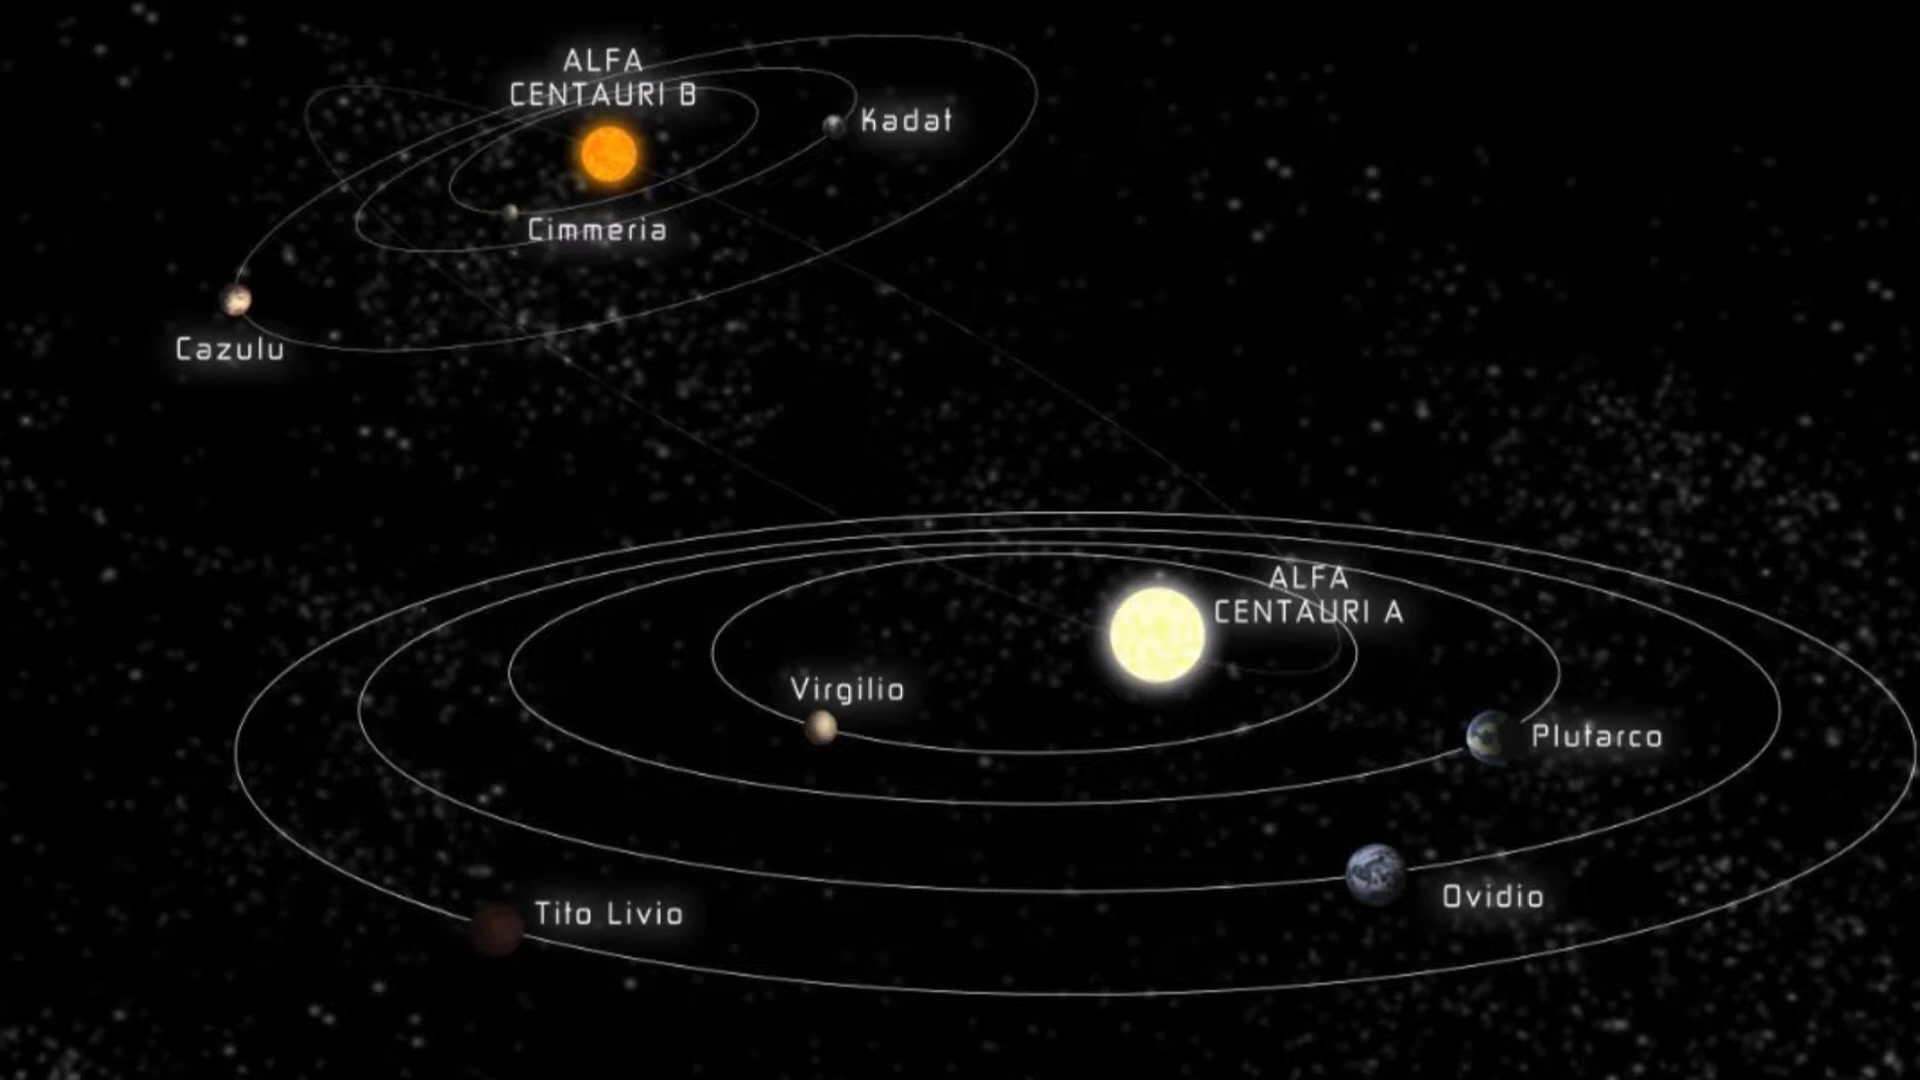 ALFA
CENTAURI B
Kadat
Cimmeria
Cazulu
ALFA
CENTAURI A
Virgilio
Plutarco
Ovidio
Tito Livio